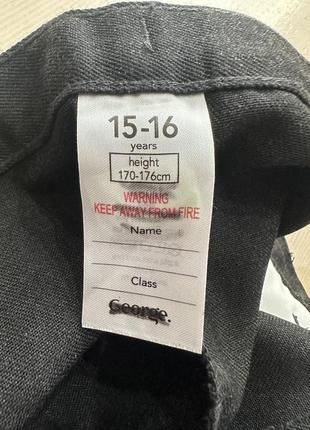 15-16
years
height
170-176cm
WARNING
KEEP AWAY FROM FIRE
Name
Class
George.